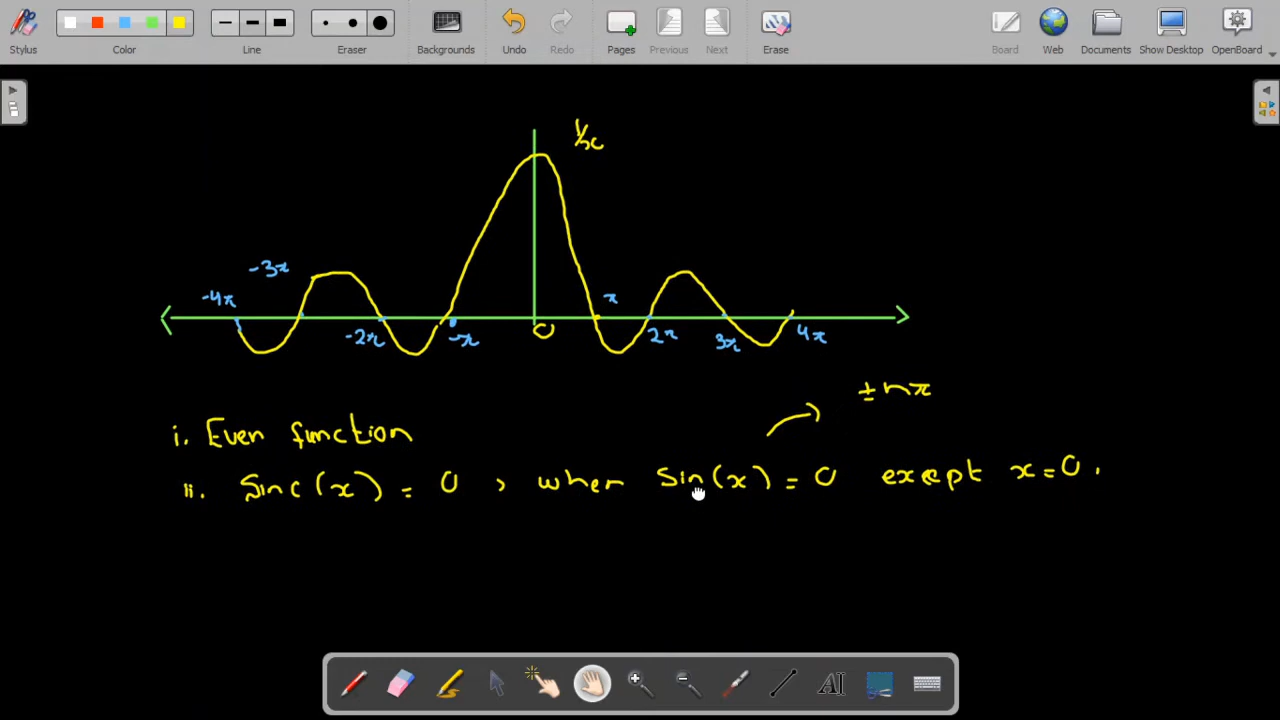 Stylus Color Line Eraser Backgrounds Undo Redo Pages Previous Next Erase Board Web Documents Show Desktop OpenBoard
1/x
-3π
-4π
π
-2π -π 0 2π 3π 4π
±nπ
i. Even function
ii. Sinc(x) = 0 , when Sin(x) = 0 except x=0.
AI